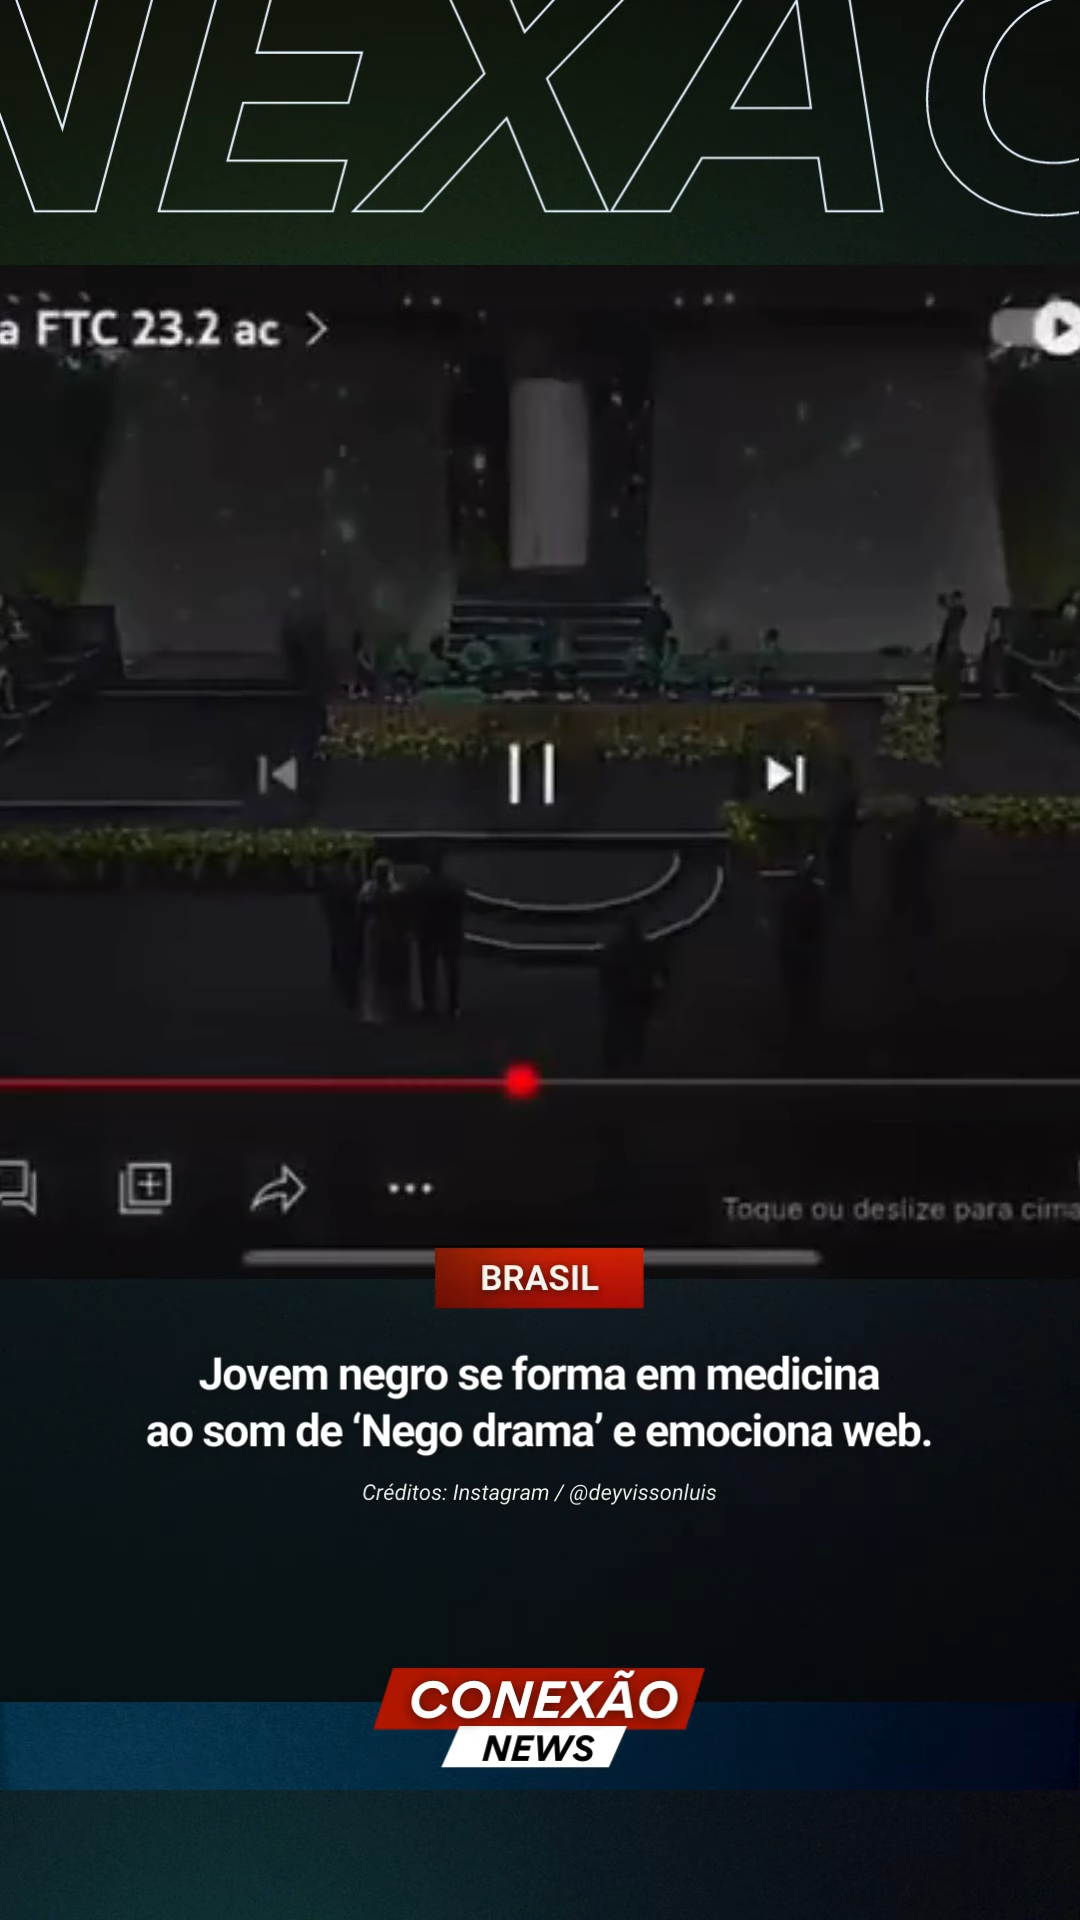 NEXÃO
a FTC 23.2 ac
Toque ou deslize para cima
BRASIL
Jovem negro se forma em medicina
ao som de ‘Nego drama’ e emociona web.
Créditos: Instagram / @deyvissonluis
CONEXÃO
NEWS